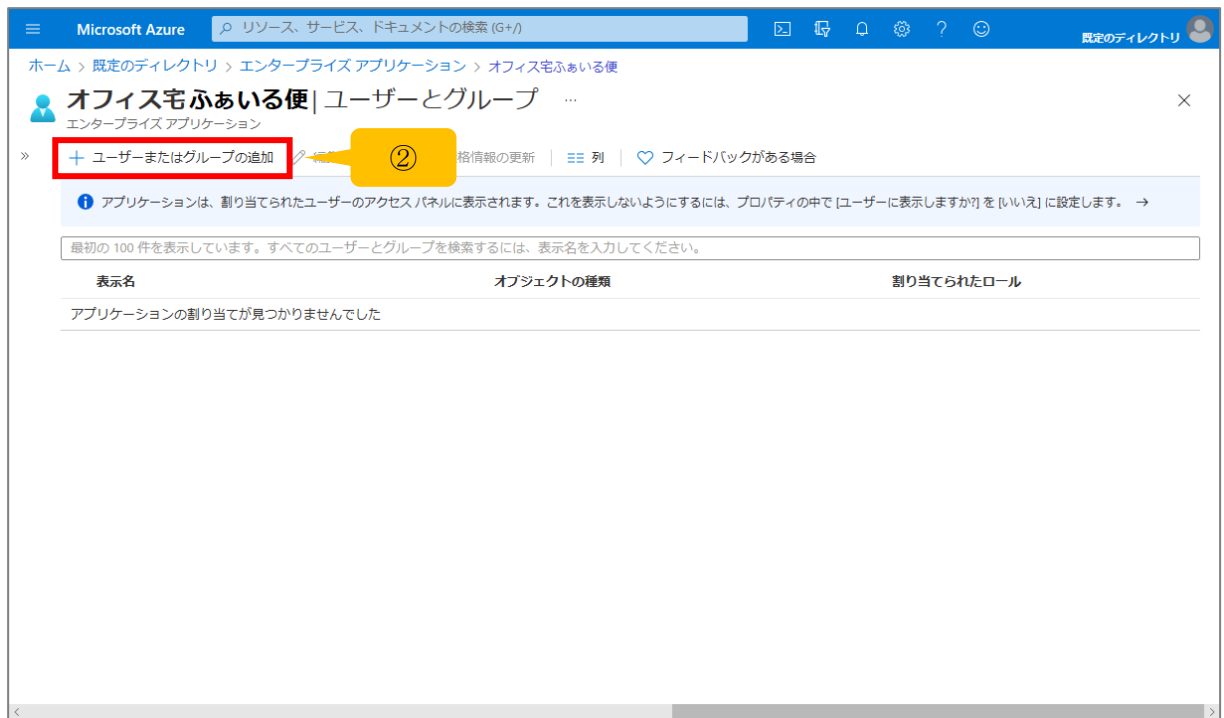 Microsoft Azure リソース、サービス、ドキュメントの検索 (G+/) 既定のディレクトリ
ホーム > 既定のディレクトリ > エンタープライズ アプリケーション > オフィス宅ふぁいる便
オフィス宅ふぁいる便 | ユーザーとグループ ...
エンタープライズ アプリケーション
» + ユーザーまたはグループの追加 ② 格情報の更新 列 フィードバックがある場合
アプリケーションは、割り当てられたユーザーのアクセス パネルに表示されます。これを表示しないようにするには、プロパティの中で [ユーザーに表示しますか?] を [いいえ] に設定します。 →
最初の 100 件を表示しています。すべてのユーザーとグループを検索するには、表示名を入力してください。
表示名 オブジェクトの種類 割り当てられたロール
アプリケーションの割り当てが見つかりませんでした